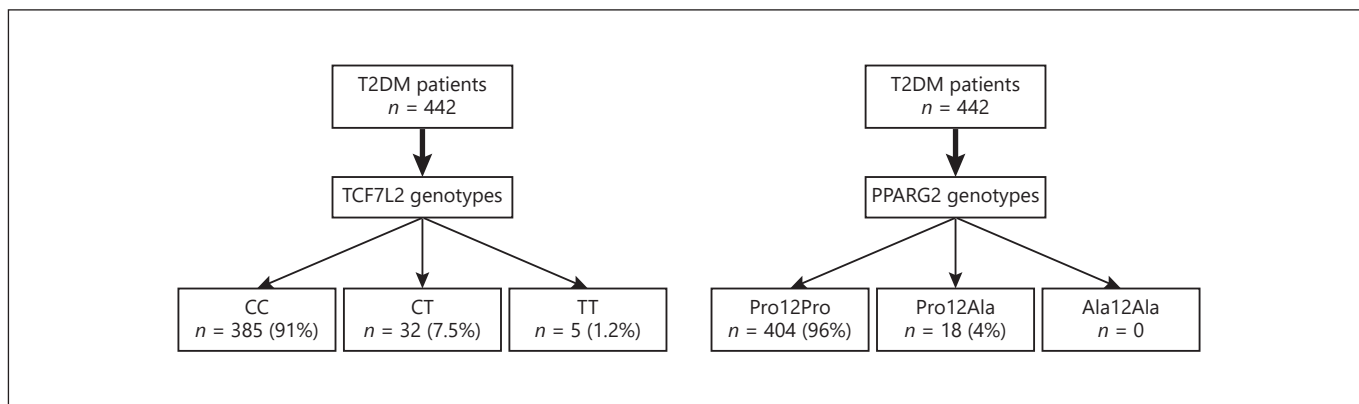 T2DM patients
n = 442
TCF7L2 genotypes
CC
n = 385 (91%)
CT
n = 32 (7.5%)
TT
n = 5 (1.2%)
T2DM patients
n = 442
PPARG2 genotypes
Pro12Pro
n = 404 (96%)
Pro12Ala
n = 18 (4%)
Ala12Ala
n = 0